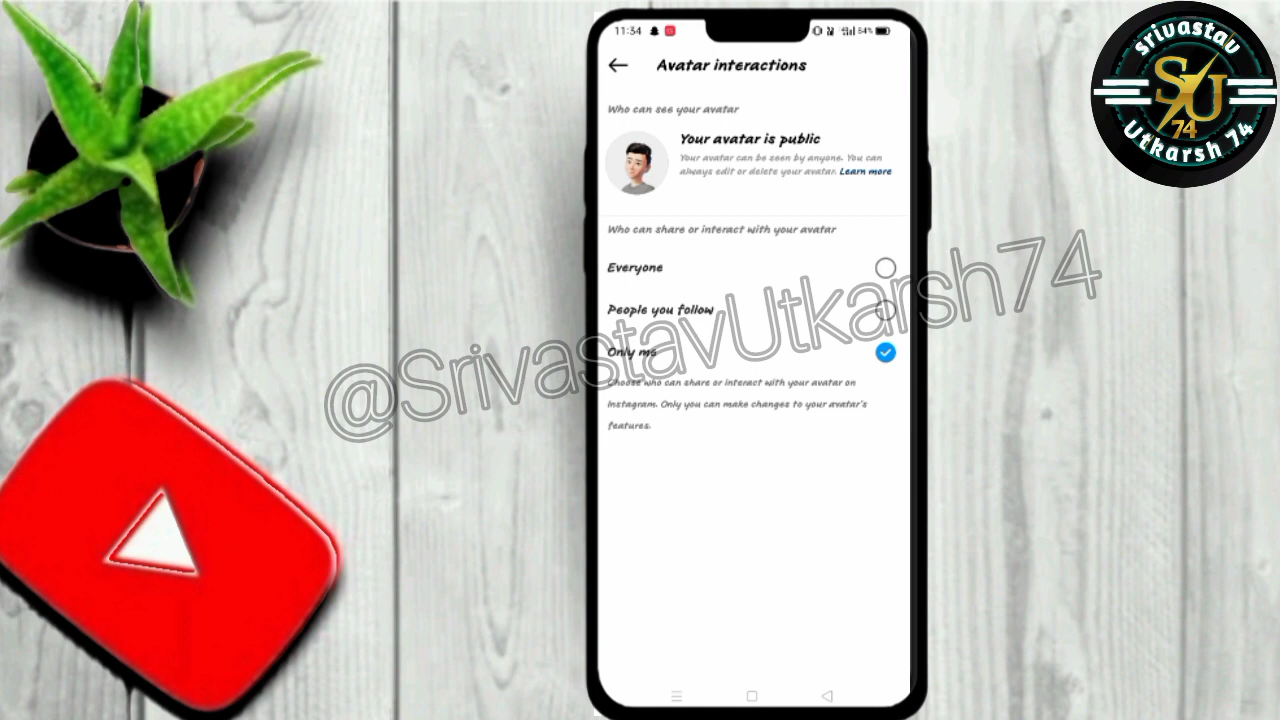 11:34
54%
Avatar interactions
Who can see your avatar
Your avatar is public
Your avatar can be seen by anyone. You can
always edit or delete your avatar. Learn more
Who can share or interact with your avatar
Everyone
People you follow
Only me
Choose who can share or interact with your avatar on
Instagram. Only you can make changes to your avatar's
features.
@SrivastavUtkarsh74
Srivastav
SU
74
Utkarsh 74